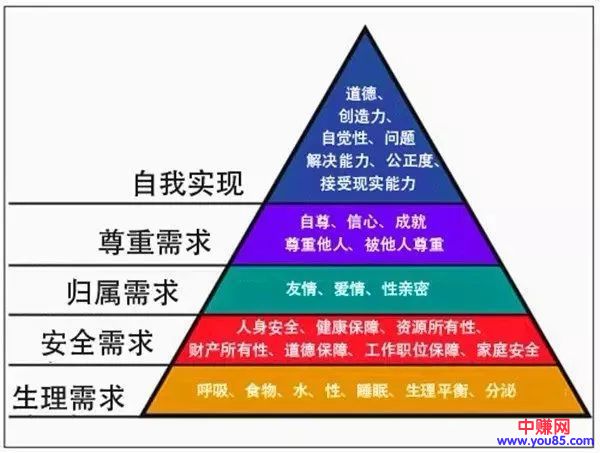 道德、
创造力、
自觉性、问题
解决能力、公正度、
接受现实能力
自我实现
自尊、信心、成就
尊重他人、被他人尊重
尊重需求
友情、爱情、性亲密
归属需求
人身安全、健康保障、资源所有性、
财产所有性、道德保障、工作职位保障、家庭安全
安全需求
呼吸、食物、水、性、睡眠、生理平衡、分泌
生理需求
中赚网
www.you85.com